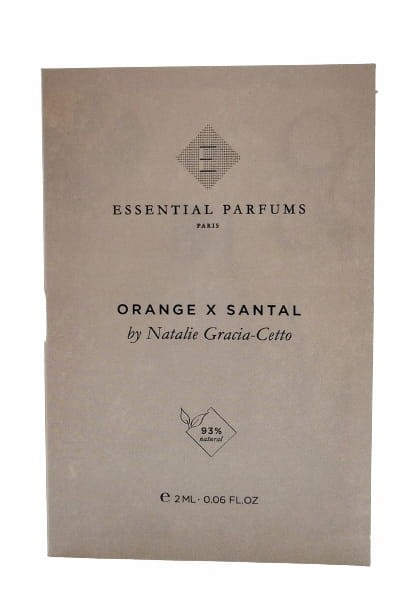 E
ESSENTIAL PARFUMS
PARIS
ORANGE X SANTAL
by Natalie Gracia-Cetto
93%
natural
℮ 2 ML · 0.06 FL.OZ